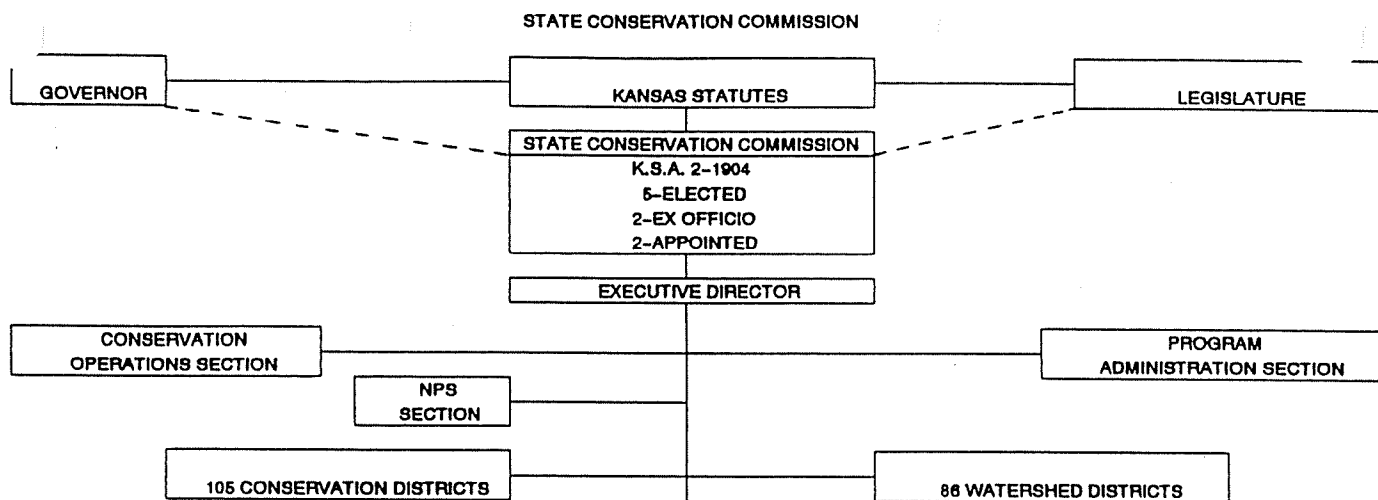 STATE CONSERVATION COMMISSION
GOVERNOR
KANSAS STATUTES
LEGISLATURE
STATE CONSERVATION COMMISSION
K.S.A. 2-1904
5-ELECTED
2-EX OFFICIO
2-APPOINTED
EXECUTIVE DIRECTOR
CONSERVATION
OPERATIONS SECTION
PROGRAM
ADMINISTRATION SECTION
NPS
SECTION
105 CONSERVATION DISTRICTS
86 WATERSHED DISTRICTS